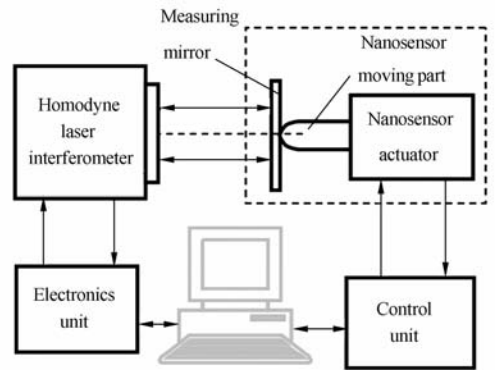 Measuring
mirror
Nanosensor
moving part
Homodyne
laser
interferometer
Nanosensor
actuator
Electronics
unit
Control
unit